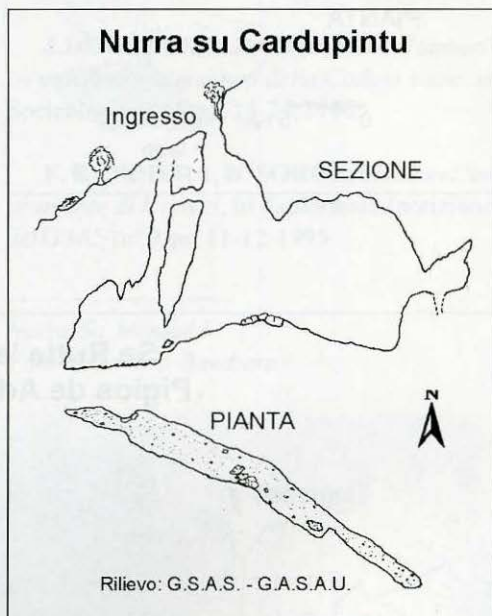 Nurra su Cardupintu
Ingresso
SEZIONE
PIANTA
N
Rilievo: G.S.A.S. - G.A.S.A.U.